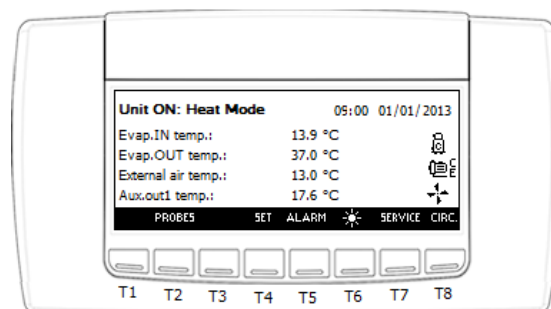 Unit ON: Heat Mode 09:00 01/01/2013
Evap.IN temp.: 13.9 °C
Evap.OUT temp.: 37.0 °C
External air temp.: 13.0 °C
Aux.out1 temp.: 17.6 °C
C
E
PROBES SET ALARM SERVICE CIRC.
T1 T2 T3 T4 T5 T6 T7 T8